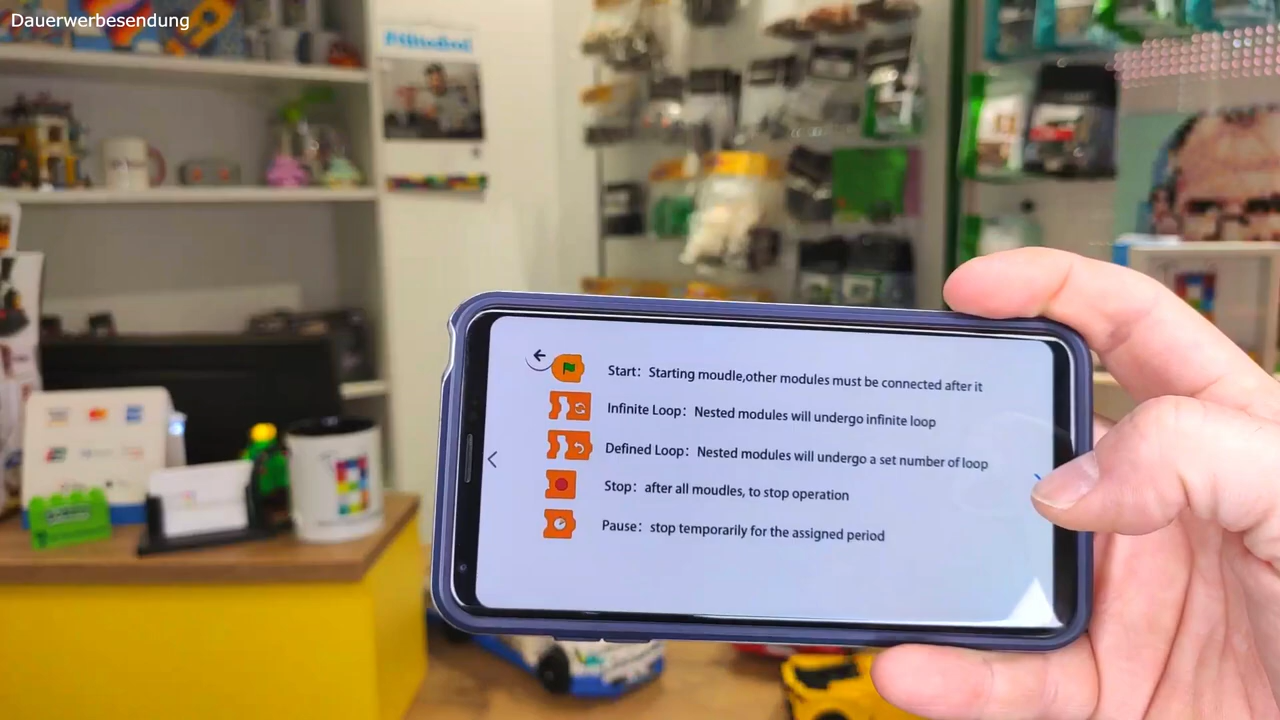 Dauerwerbesendung
Start: Starting moudle,other modules must be connected after it
Infinite Loop: Nested modules will undergo infinite loop
Defined Loop: Nested modules will undergo a set number of loop
Stop: after all moudles, to stop operation
Pause: stop temporarily for the assigned period